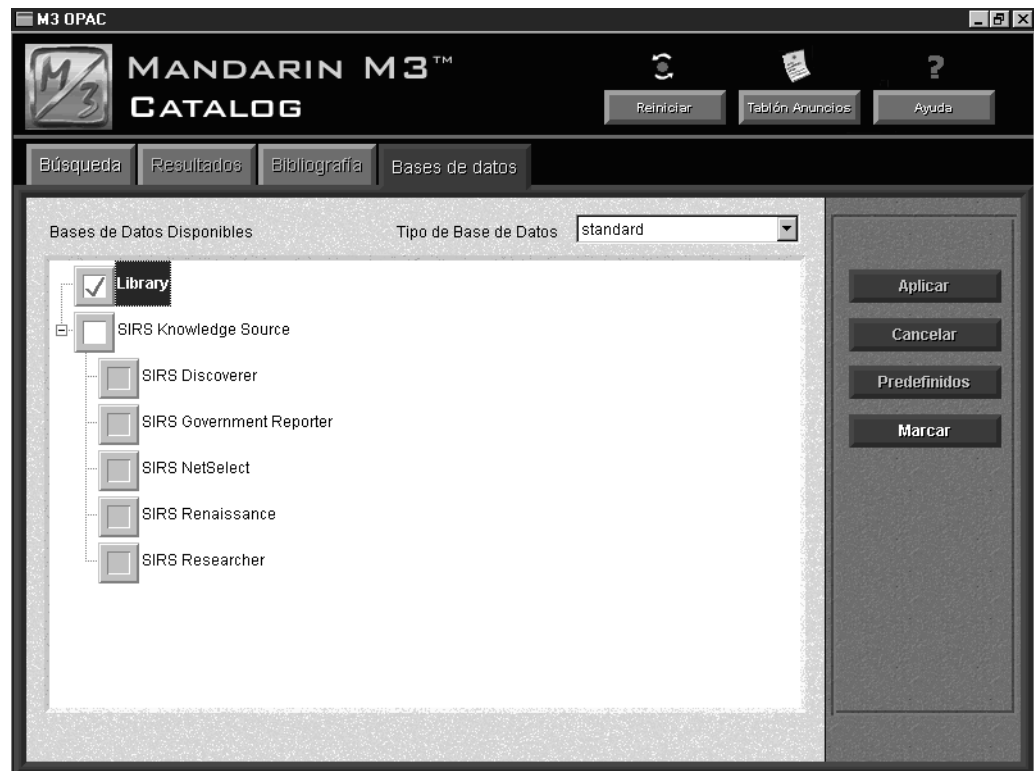 M3 OPAC
M/3
MANDARIN M3™
CATALOG
?
Reiniciar
Tablón Anuncios
Ayuda
Búsqueda
Resultados
Bibliografía
Bases de datos
Bases de Datos Disponibles
Tipo de Base de Datos
standard
Library
SIRS Knowledge Source
SIRS Discoverer
SIRS Government Reporter
SIRS NetSelect
SIRS Renaissance
SIRS Researcher
Aplicar
Cancelar
Predefinidos
Marcar